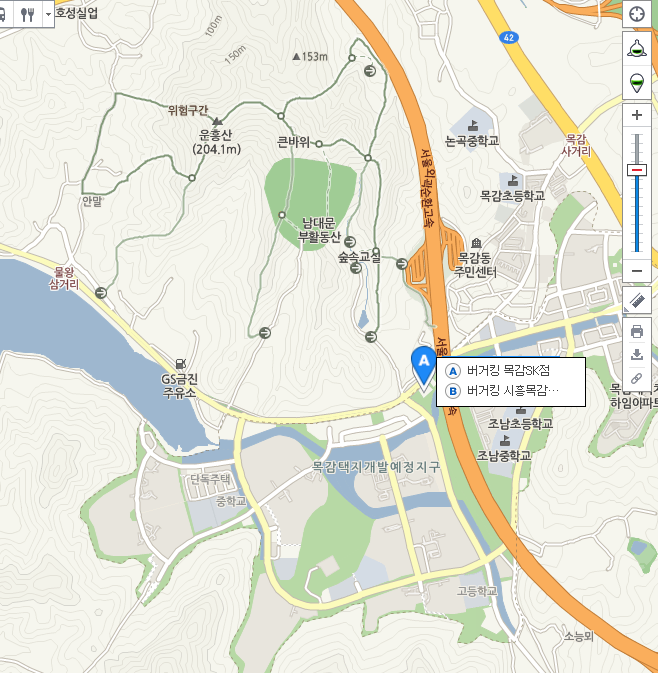 호성실업
100m
150m
▲153m
42
위험구간
운흥산
(204.1m)
큰바위
논곡중학교
목감
사거리
서울외곽순환고속
목감초등학교
안말
남대문
부활동산
숲속교실
목감동
주민센터
물왕
삼거리
A
서울
GS금진
주유소
A 버거킹 목감SK점
B 버거킹 시흥목감…
속
하임아파트
조남초등학교
조남중학교
목감택지개발예정지구
단독주택
중학교
고등학교
소능뫼